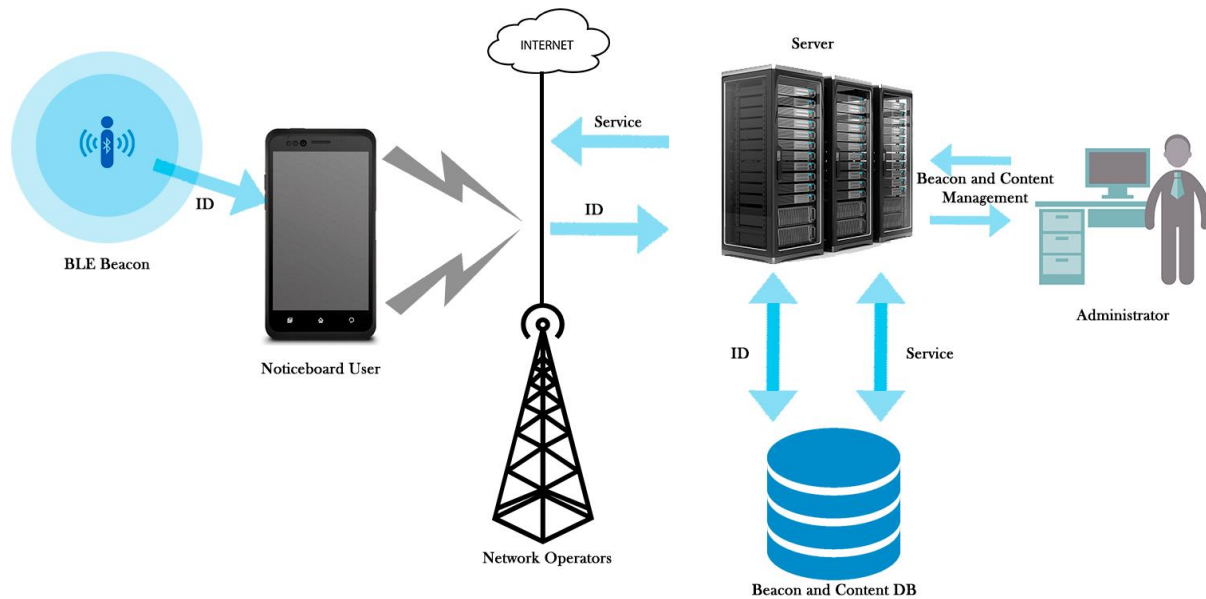 INTERNET
Server
Service
ID
ID
BLE Beacon
Beacon and Content
Management
Noticeboard User
Administrator
ID
Service
Network Operators
Beacon and Content DB